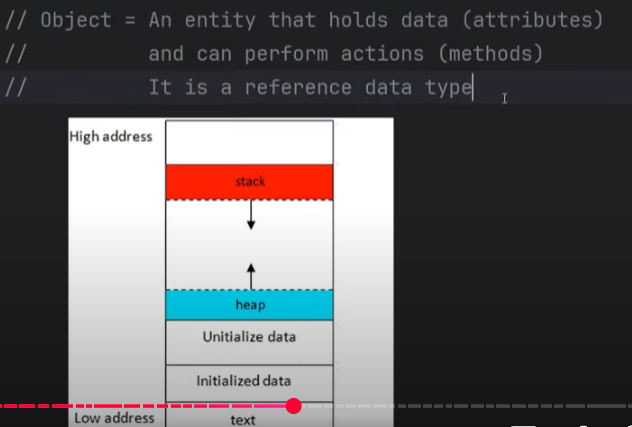 // Object = An entity that holds data (attributes)
// and can perform actions (methods)
// It is a reference data type
High address
stack
heap
Unitialize data
Initialized data
Low address
text